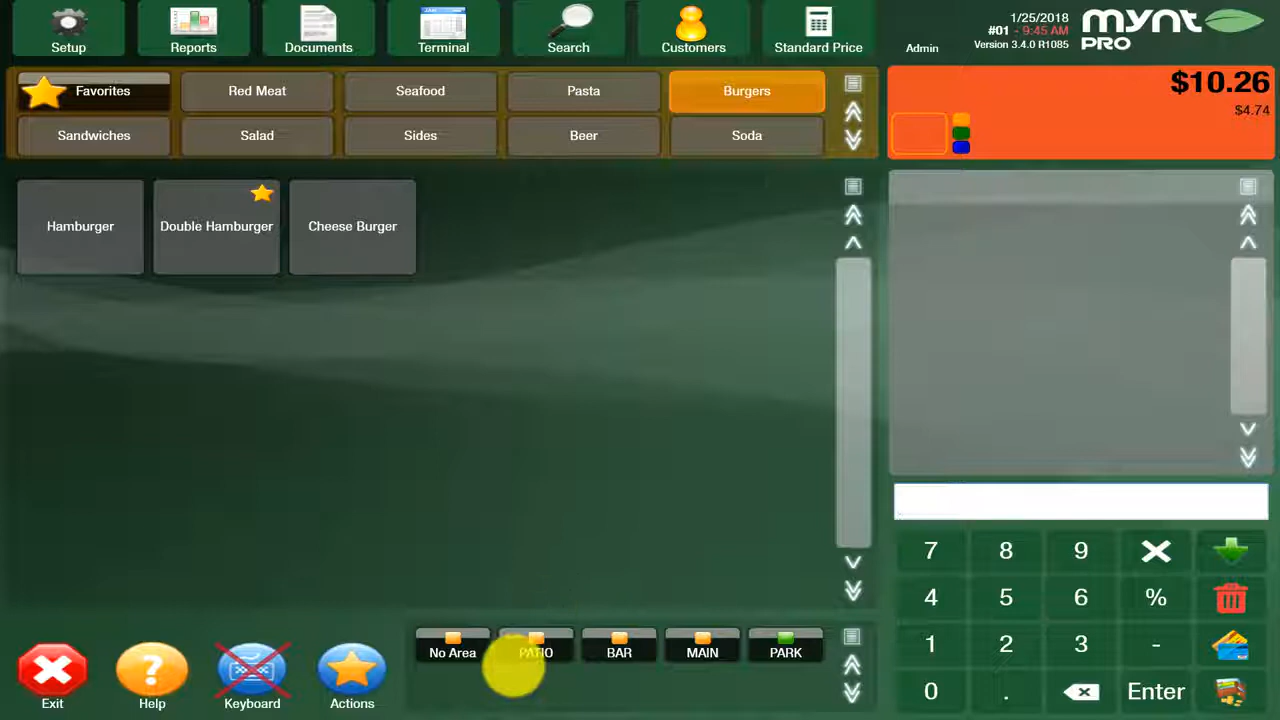 Setup
Reports
Documents
Terminal
Search
Customers
Standard Price
Admin
1/25/2018
#01 - 9:45 AM
Version 3.4.0 R1085
mynt
PRO
Favorites
Red Meat
Seafood
Pasta
Burgers
Sandwiches
Salad
Sides
Beer
Soda
$10.26
$4.74
Hamburger
Double Hamburger
Cheese Burger
7 8 9
4 5 6 %
1 2 3 -
0 . Enter
No Area
PATIO
BAR
MAIN
PARK
Exit
Help
Keyboard
Actions